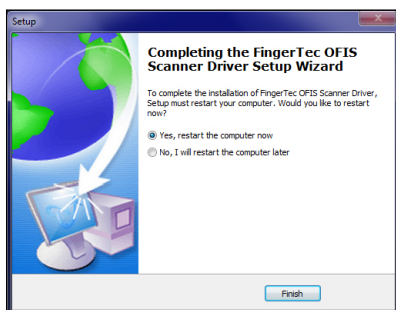 Setup
Completing the FingerTec OFIS
Scanner Driver Setup Wizard
To complete the installation of FingerTec OFIS Scanner Driver,
Setup must restart your computer. Would you like to restart
now?
Yes, restart the computer now
No, I will restart the computer later
Finish